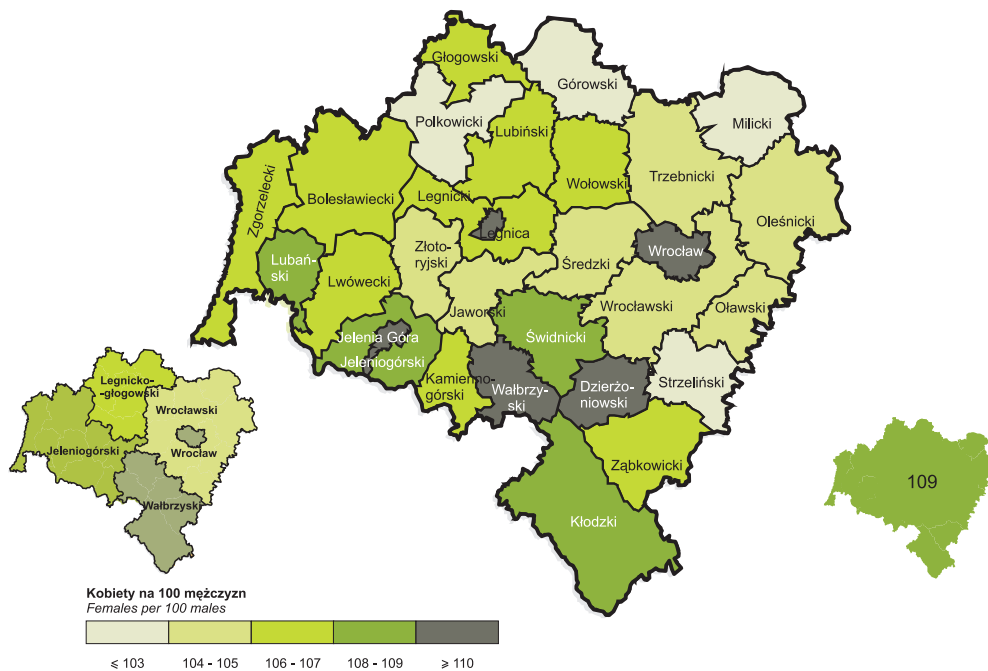 Głogowski
Górowski
Polkowicki
Lubiński
Milicki
Zgorzelecki
Bolesławiecki
Legnicki
Wołowski
Trzebnicki
Oleśnicki
Legnica
Wrocław
Lubań-
ski
Złoto-
ryjski
Średzki
Lwówecki
Wrocławski
Oławski
Jaworski
Jelenia Góra
Jeleniogórski
Świdnicki
Kamienno-
górski
Wałbrzy-
ski
Dzierżo-
niowski
Strzeliński
Ząbkowicki
Kłodzki
Legnicko-
-głogowski
Wrocławski
Jeleniogórski
Wrocław
Wałbrzyski
109
Kobiety na 100 mężczyzn
Females per 100 males
⩽ 103 104 - 105 106 - 107 108 - 109 ⩾ 110